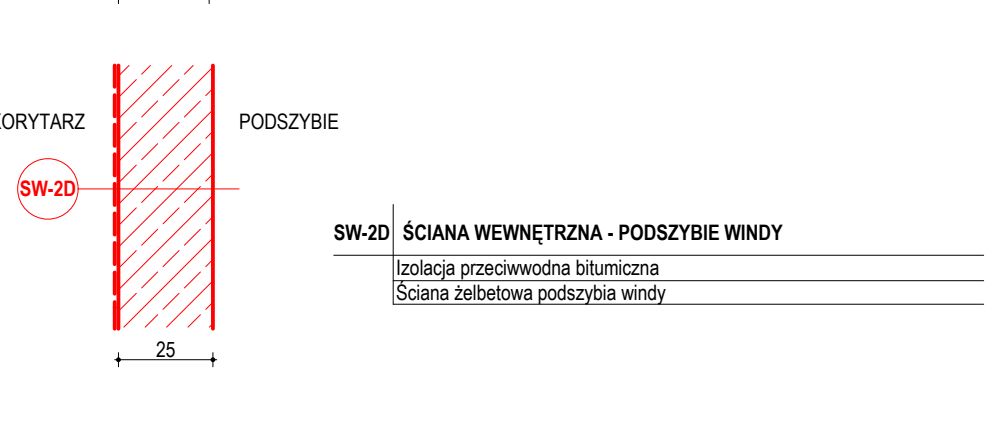 KORYTARZ
PODSZYBIE
SW-2D
SW-2D ŚCIANA WEWNĘTRZNA - PODSZYBIE WINDY
Izolacja przeciwwodna bitumiczna
Ściana żelbetowa podszybia windy
25